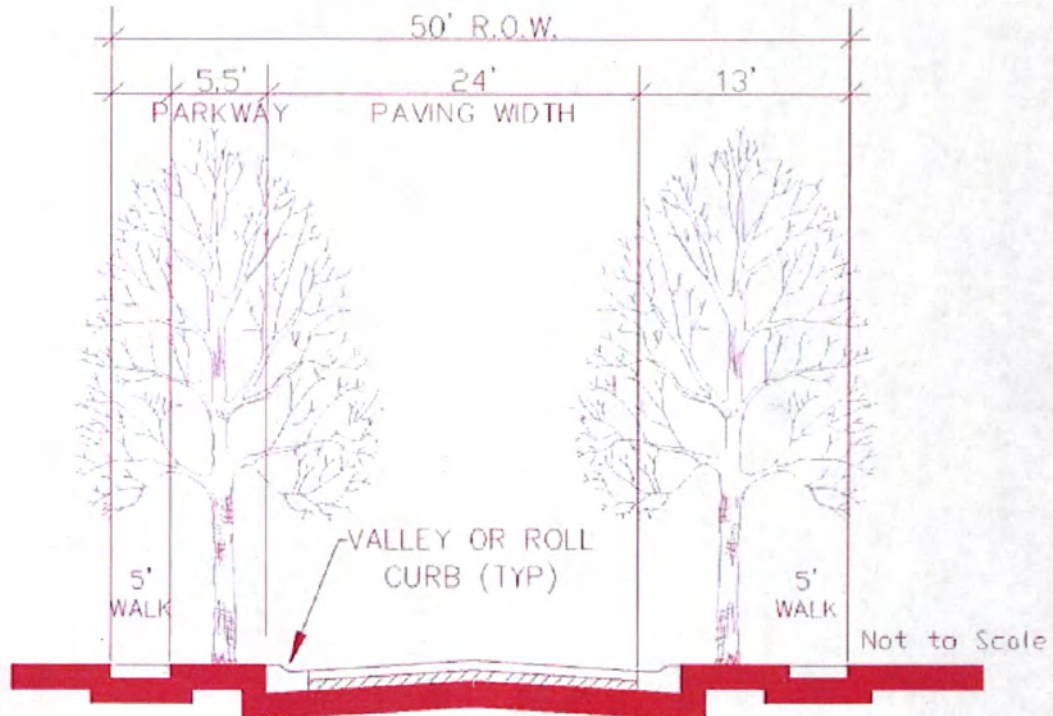 50' R.O.W.
5.5' 24' 13'
PARKWAY PAVING WIDTH
VALLEY OR ROLL
CURB (TYP)
5'
WALK
5'
WALK
Not to Scale